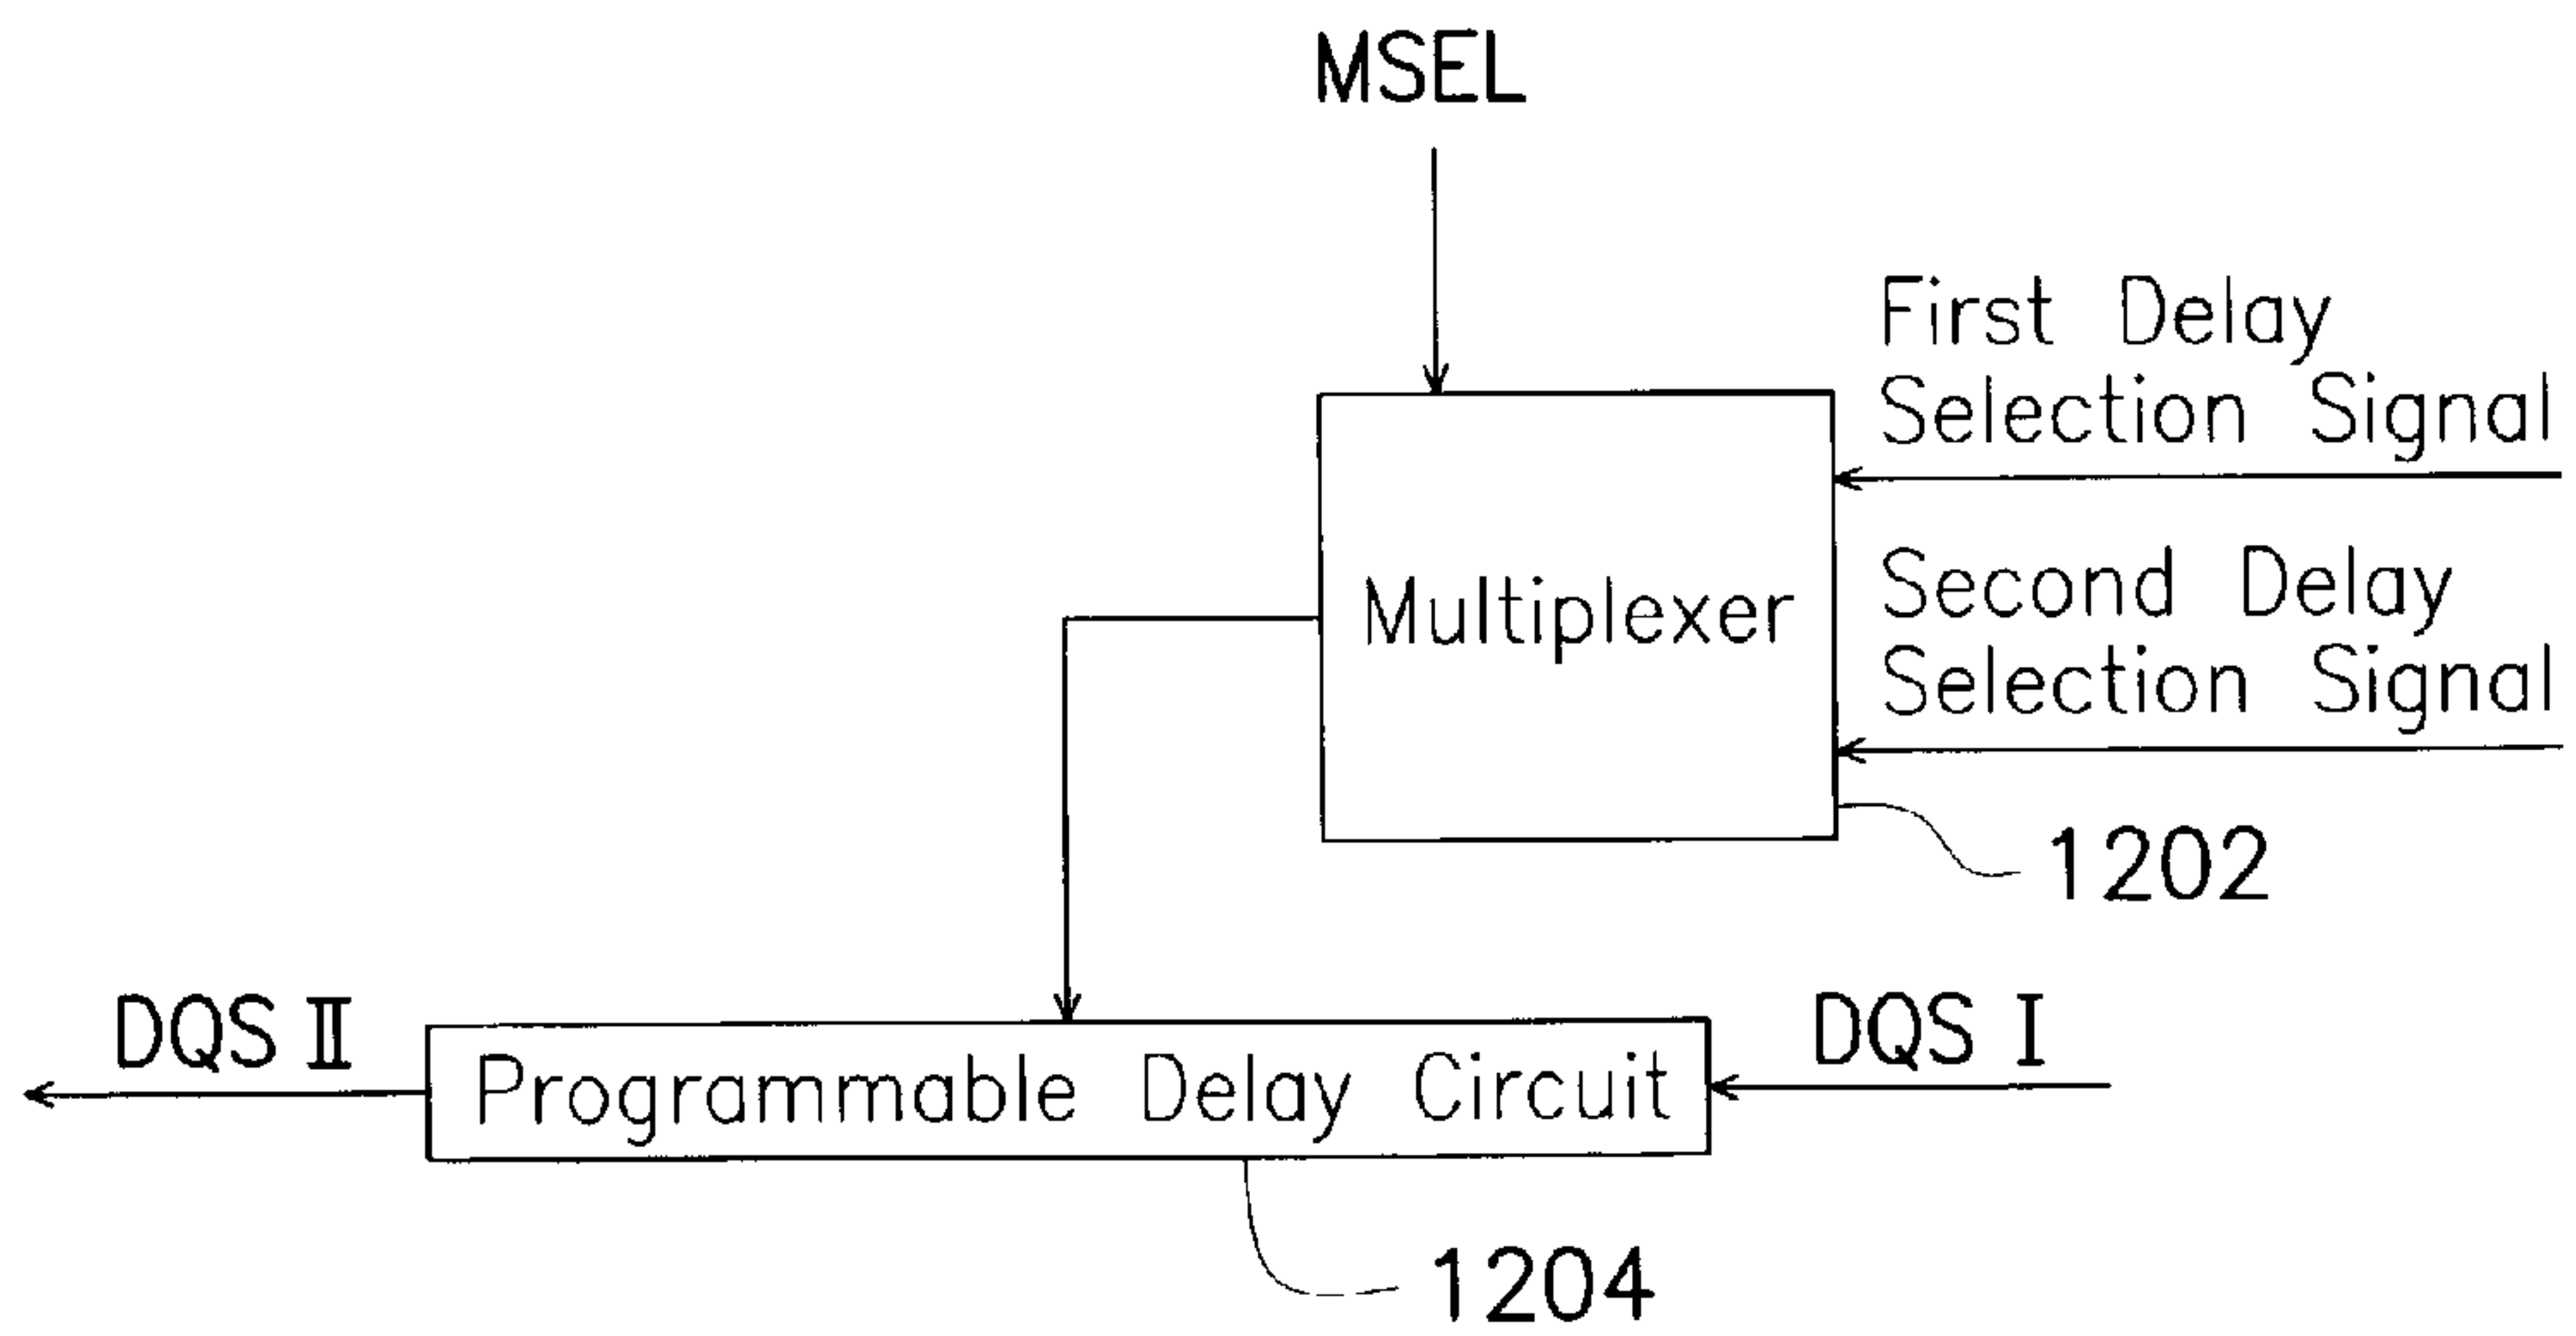 MSEL
First Delay
Selection Signal
Multiplexer
Second Delay
Selection Signal
1202
DQS II
Programmable Delay Circuit
DQS I
1204